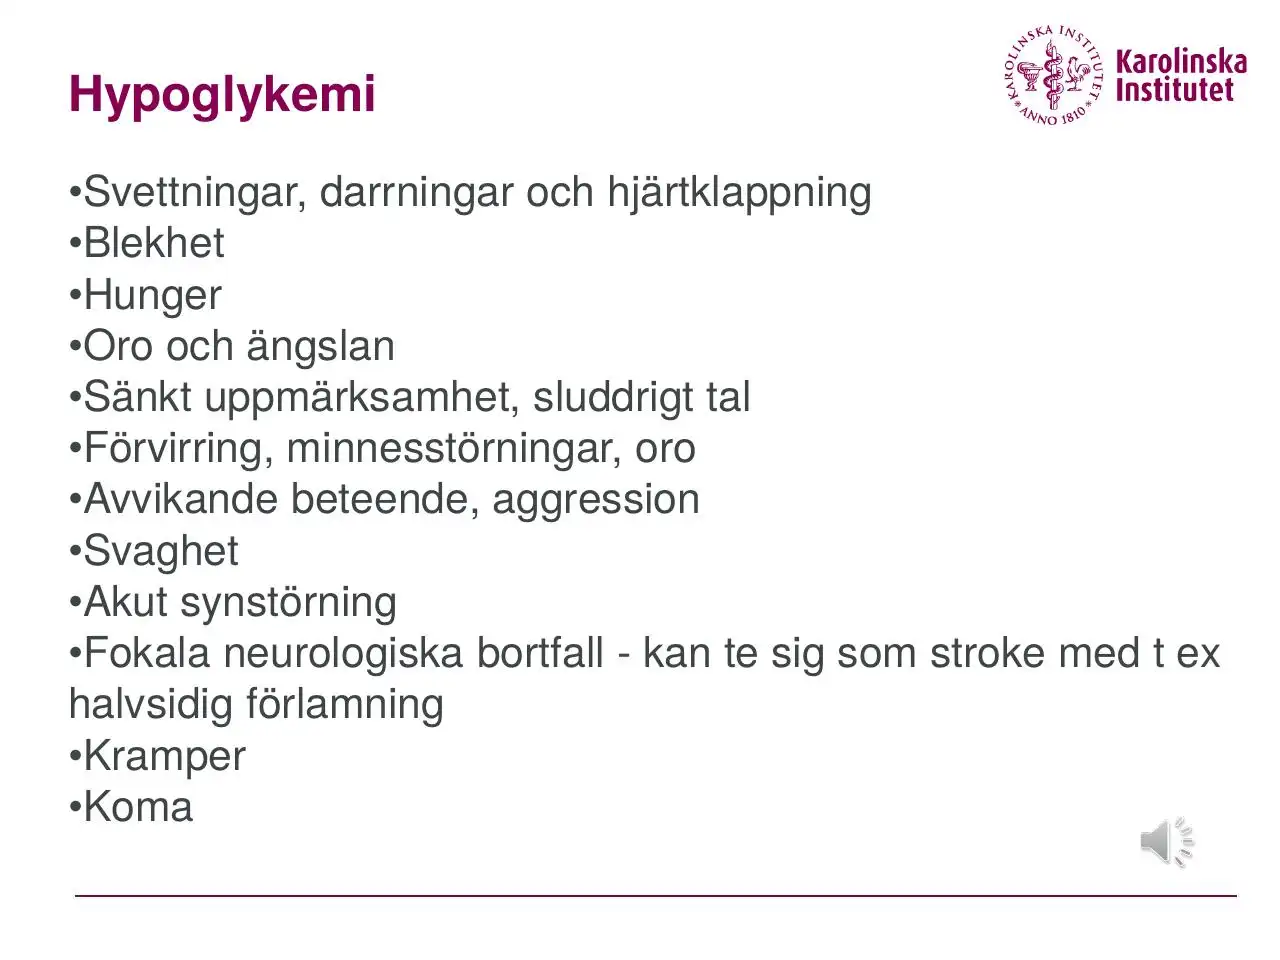 Hypoglykemi
KAROLINSKA INSTITUTET
ANNO 1810
Karolinska
Institutet
•Svettningar, darrningar och hjärtklappning
•Blekhet
•Hunger
•Oro och ängslan
•Sänkt uppmärksamhet, sluddrigt tal
•Förvirring, minnesstörningar, oro
•Avvikande beteende, aggression
•Svaghet
•Akut synstörning
•Fokala neurologiska bortfall - kan te sig som stroke med t ex
halvsidig förlamning
•Kramper
•Koma